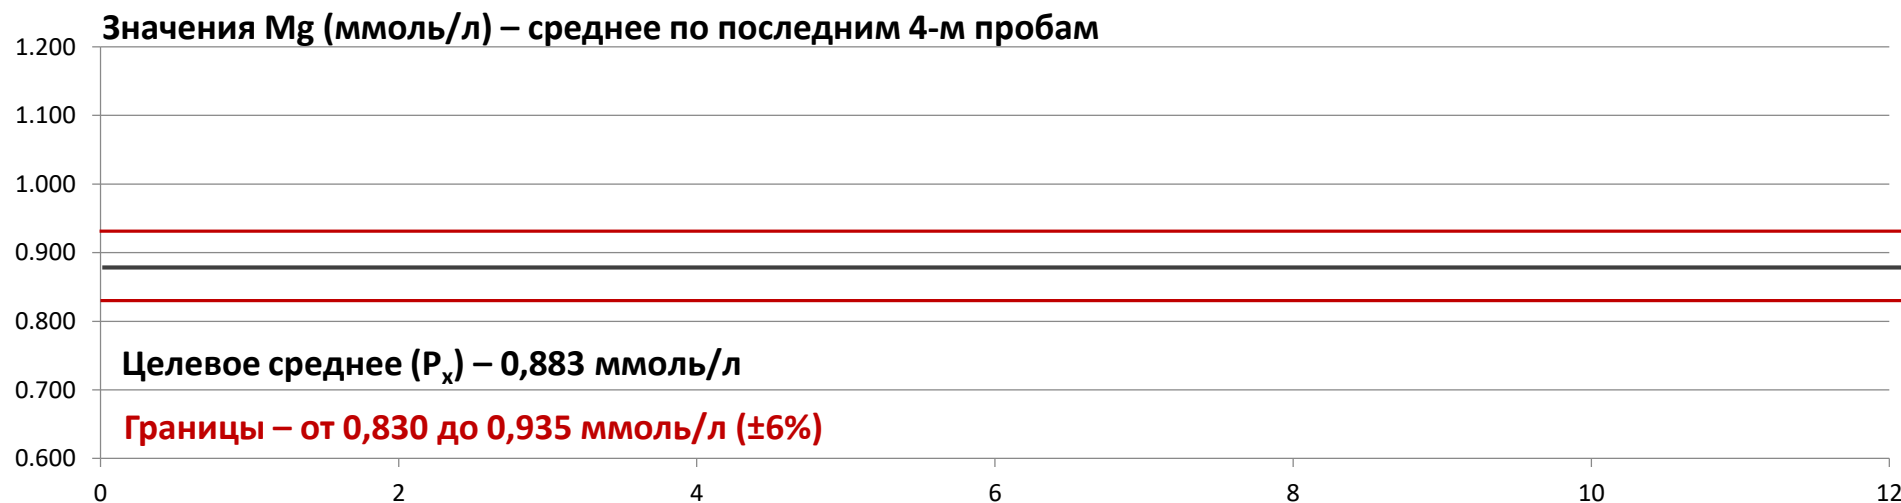 Значения Mg (ммоль/л) – среднее по последним 4-м пробам
1.200
1.100
1.000
0.900
0.800
Целевое среднее (Pₓ) – 0,883 ммоль/л
0.700
Границы – от 0,830 до 0,935 ммоль/л (±6%)
0.600
0 2 4 6 8 10 12